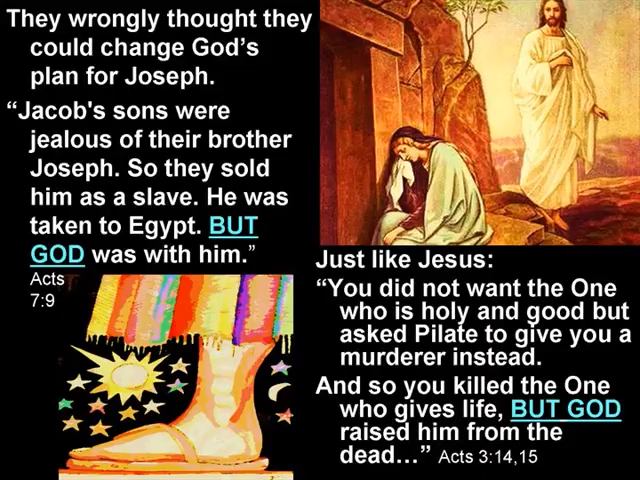 They wrongly thought they
could change God’s
plan for Joseph.
“Jacob's sons were
jealous of their brother
Joseph. So they sold
him as a slave. He was
taken to Egypt. BUT
GOD was with him.”
Acts
7:9
Just like Jesus:
“You did not want the One
who is holy and good but
asked Pilate to give you a
murderer instead.
And so you killed the One
who gives life, BUT GOD
raised him from the
dead…” Acts 3:14,15